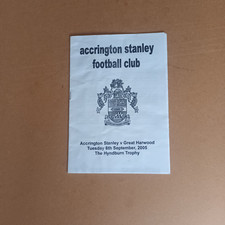 accrington stanley
football club
Accrington Stanley v Great Harwood
Tuesday 6th September, 2005
The Hyndburn Trophy